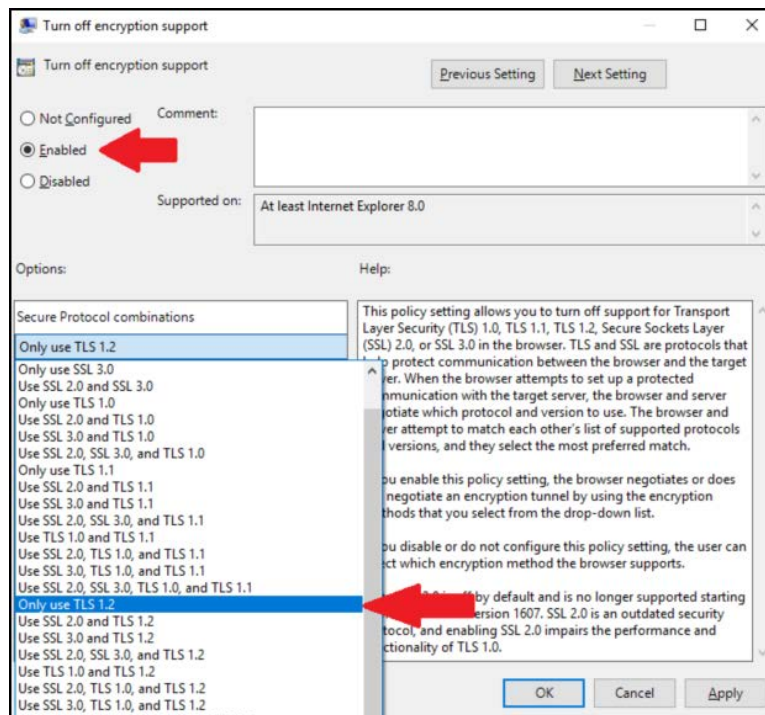 Turn off encryption support
Turn off encryption support
Previous Setting
Next Setting
Not Configured
Comment:
Enabled
Disabled
Supported on:
At least Internet Explorer 8.0
Options:
Help:
Secure Protocol combinations
Only use TLS 1.2
Only use SSL 3.0
Use SSL 2.0 and SSL 3.0
Only use TLS 1.0
Use SSL 2.0 and TLS 1.0
Use SSL 3.0 and TLS 1.0
Use SSL 2.0, SSL 3.0, and TLS 1.0
Only use TLS 1.1
Use SSL 2.0 and TLS 1.1
Use SSL 3.0 and TLS 1.1
Use SSL 2.0, SSL 3.0, and TLS 1.1
Use TLS 1.0 and TLS 1.1
Use SSL 2.0, TLS 1.0, and TLS 1.1
Use SSL 3.0, TLS 1.0, and TLS 1.1
Use SSL 2.0, SSL 3.0, TLS 1.0, and TLS 1.1
Only use TLS 1.2
Use SSL 2.0 and TLS 1.2
Use SSL 3.0 and TLS 1.2
Use SSL 2.0, SSL 3.0, and TLS 1.2
Use TLS 1.0 and TLS 1.2
Use SSL 2.0, TLS 1.0, and TLS 1.2
Use SSL 3.0, TLS 1.0, and TLS 1.2
This policy setting allows you to turn off support for Transport
Layer Security (TLS) 1.0, TLS 1.1, TLS 1.2, Secure Sockets Layer
(SSL) 2.0, or SSL 3.0 in the browser. TLS and SSL are protocols that
protect communication between the browser and the target
When the browser attempts to set up a protected
with the target server, the browser and server
which protocol and version to use. The browser and
attempt to match each other's list of supported protocols
versions, and they select the most preferred match.
enable this policy setting, the browser negotiates or does
negotiate an encryption tunnel by using the encryption
that you select from the drop-down list.
disable or do not configure this policy setting, the user can
which encryption method the browser supports.
by default and is no longer supported starting
1607. SSL 2.0 is an outdated security
and enabling SSL 2.0 impairs the performance and
of TLS 1.0.
OK
Cancel
Apply